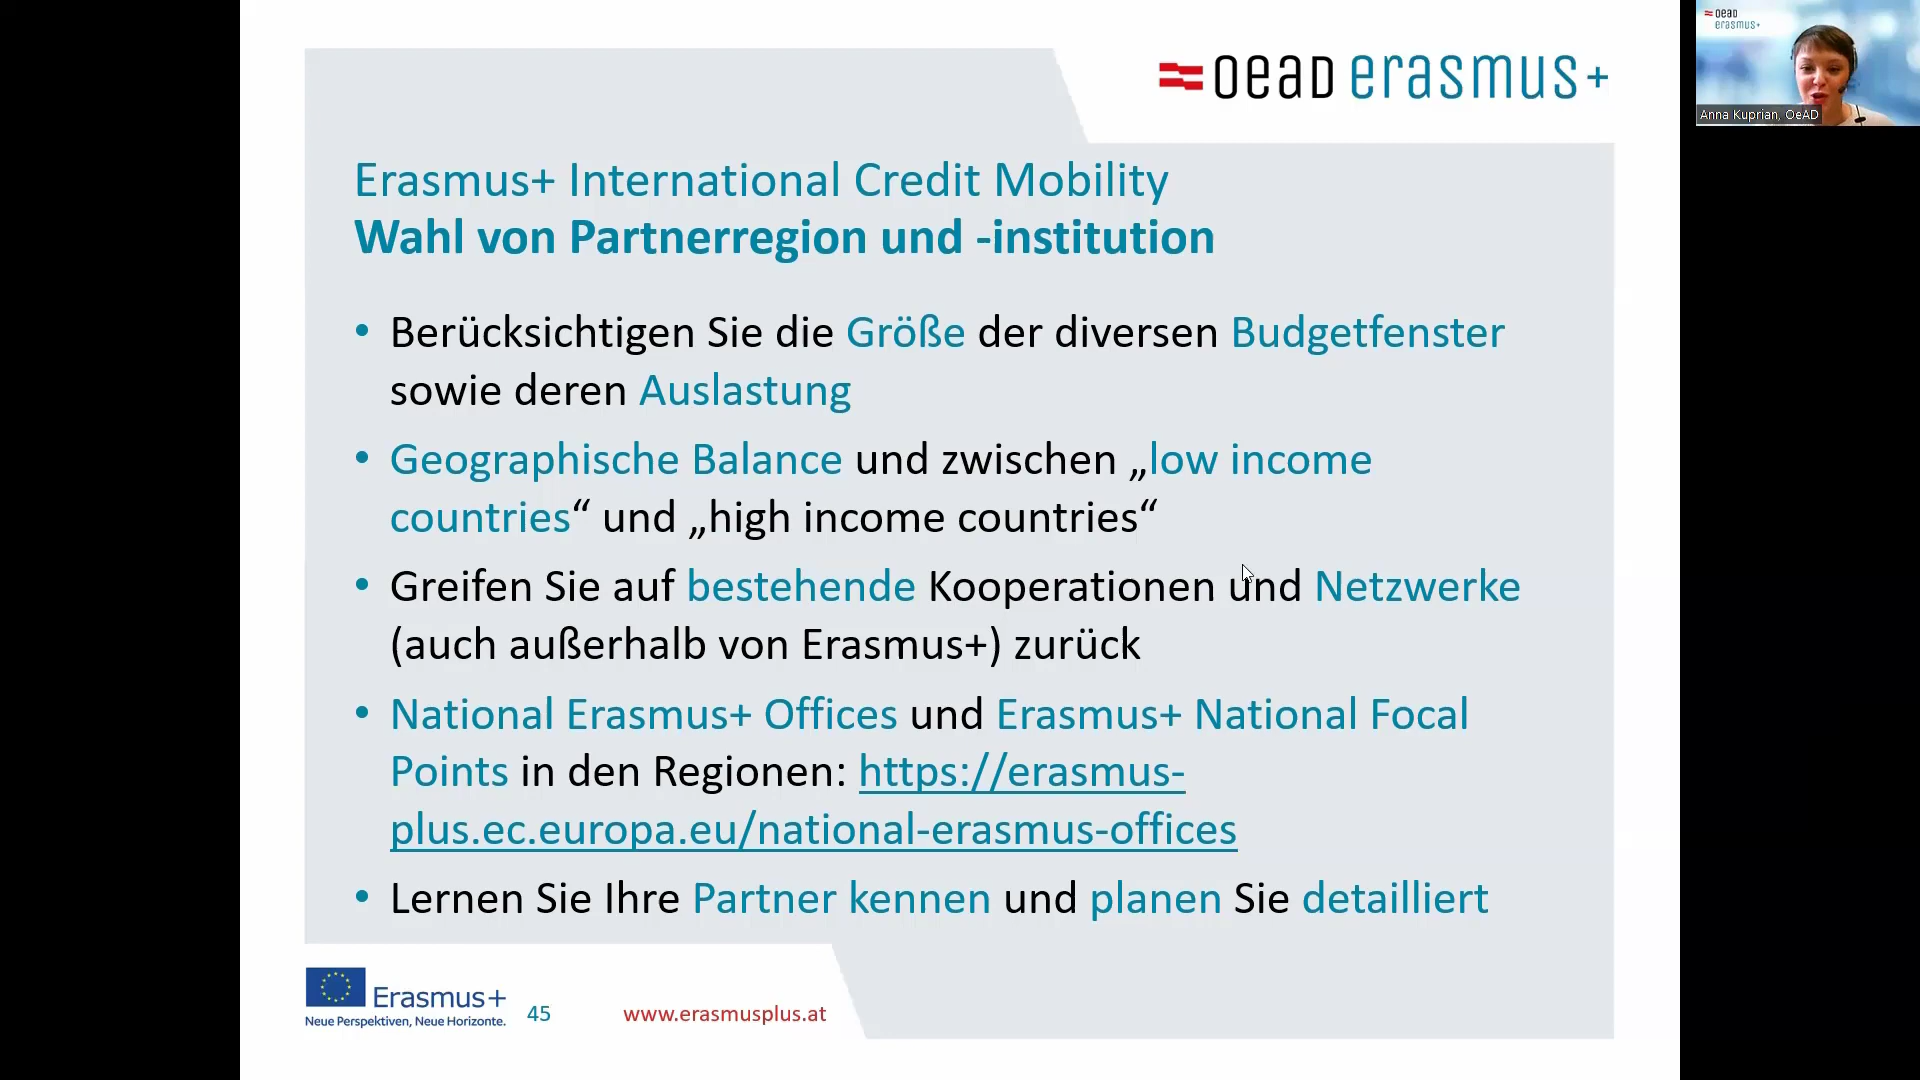 OeAD erasmus+
Erasmus+ International Credit Mobility
Wahl von Partnerregion und -institution
• Berücksichtigen Sie die Größe der diversen Budgetfenster
sowie deren Auslastung
• Geographische Balance und zwischen „low income
countries“ und „high income countries“
• Greifen Sie auf bestehende Kooperationen und Netzwerke
(auch außerhalb von Erasmus+) zurück
• National Erasmus+ Offices und Erasmus+ National Focal
Points in den Regionen: https://erasmus-
plus.ec.europa.eu/national-erasmus-offices
• Lernen Sie Ihre Partner kennen und planen Sie detailliert
Erasmus+
Neue Perspektiven, Neue Horizonte.
45
www.erasmusplus.at
oead
erasmus+
Anna Kuprian, OeAD